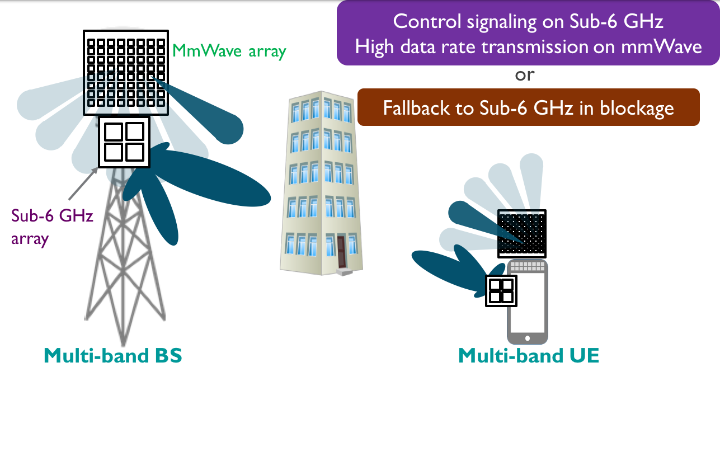 Control signaling on Sub-6 GHz
High data rate transmission on mmWave
or
Fallback to Sub-6 GHz in blockage
MmWave array
Sub-6 GHz
array
Multi-band BS
Multi-band UE